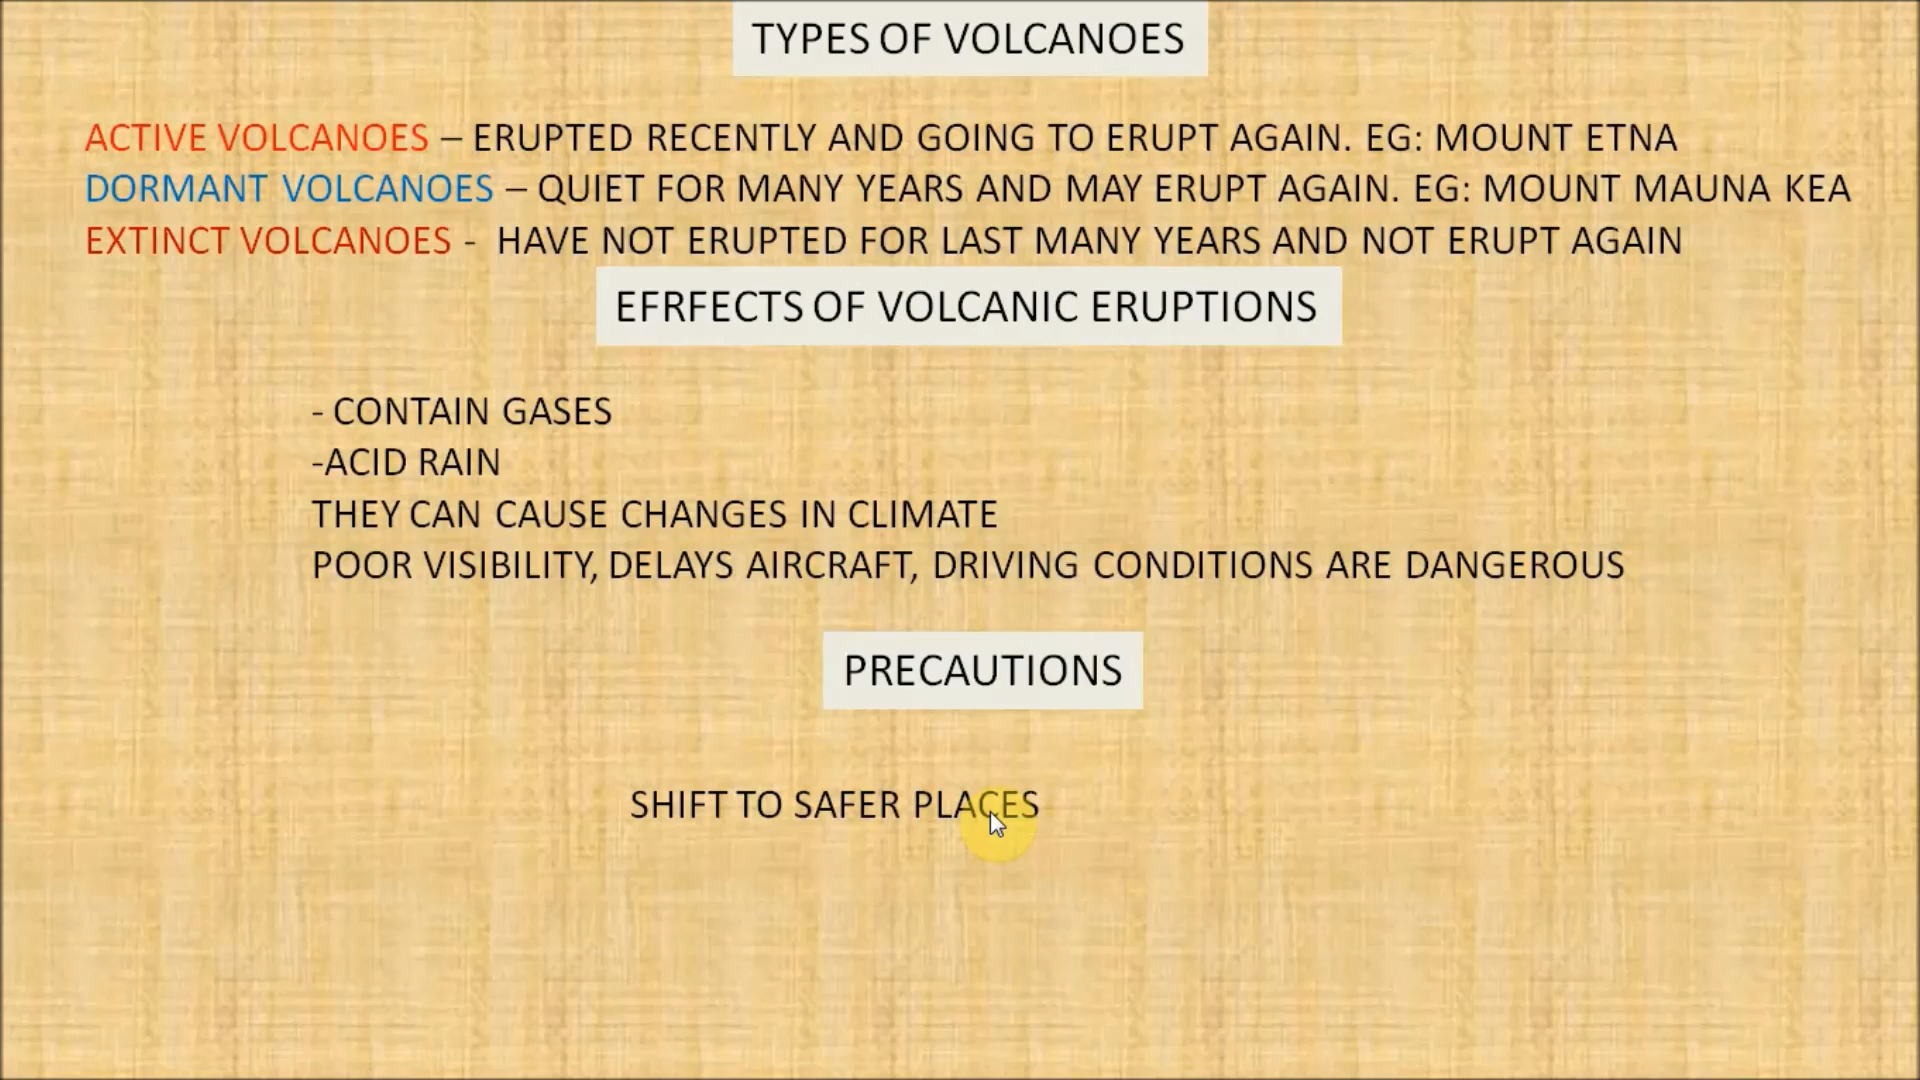 TYPES OF VOLCANOES
ACTIVE VOLCANOES – ERUPTED RECENTLY AND GOING TO ERUPT AGAIN. EG: MOUNT ETNA
DORMANT VOLCANOES – QUIET FOR MANY YEARS AND MAY ERUPT AGAIN. EG: MOUNT MAUNA KEA
EXTINCT VOLCANOES - HAVE NOT ERUPTED FOR LAST MANY YEARS AND NOT ERUPT AGAIN
EFRFECTS OF VOLCANIC ERUPTIONS
- CONTAIN GASES
-ACID RAIN
THEY CAN CAUSE CHANGES IN CLIMATE
POOR VISIBILITY, DELAYS AIRCRAFT, DRIVING CONDITIONS ARE DANGEROUS
PRECAUTIONS
SHIFT TO SAFER PLACES